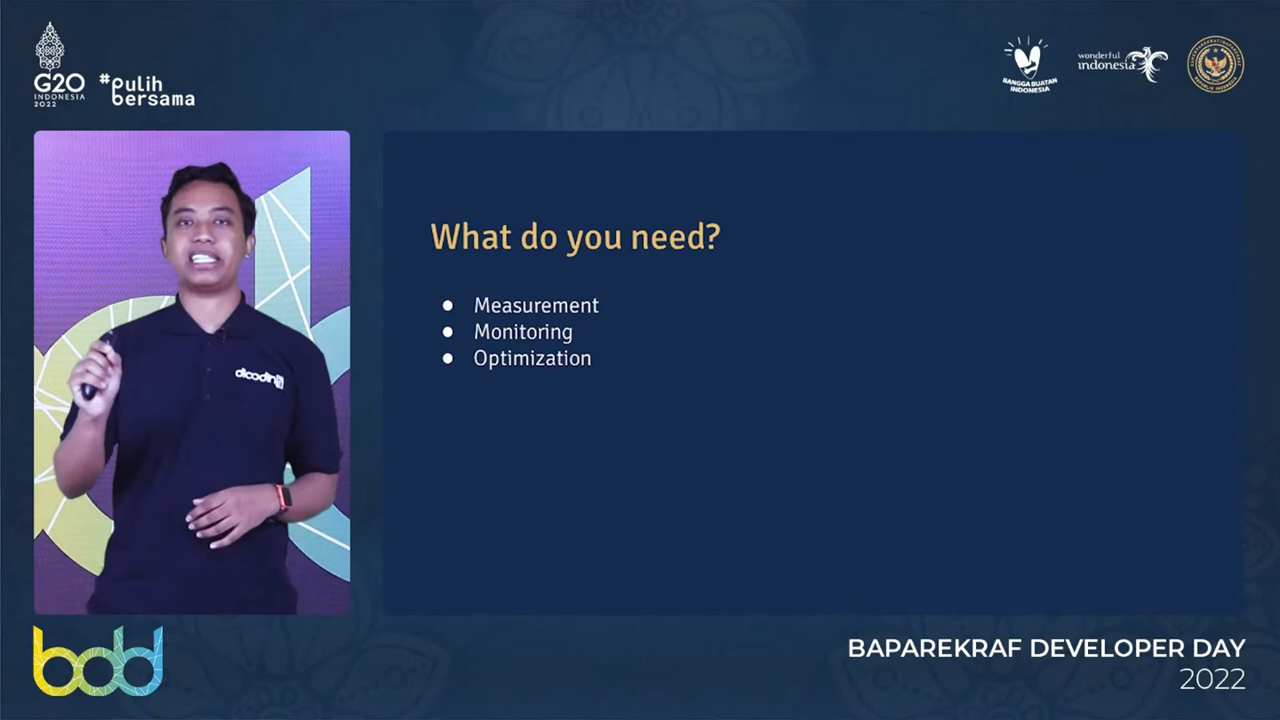 G20
INDONESIA
2022
#pulih
bersama
BANGGA BUATAN
INDONESIA
wonderful
indonesia
What do you need?
● Measurement
● Monitoring
● Optimization
dicoding
bdd
BAPAREKRAF DEVELOPER DAY
2022